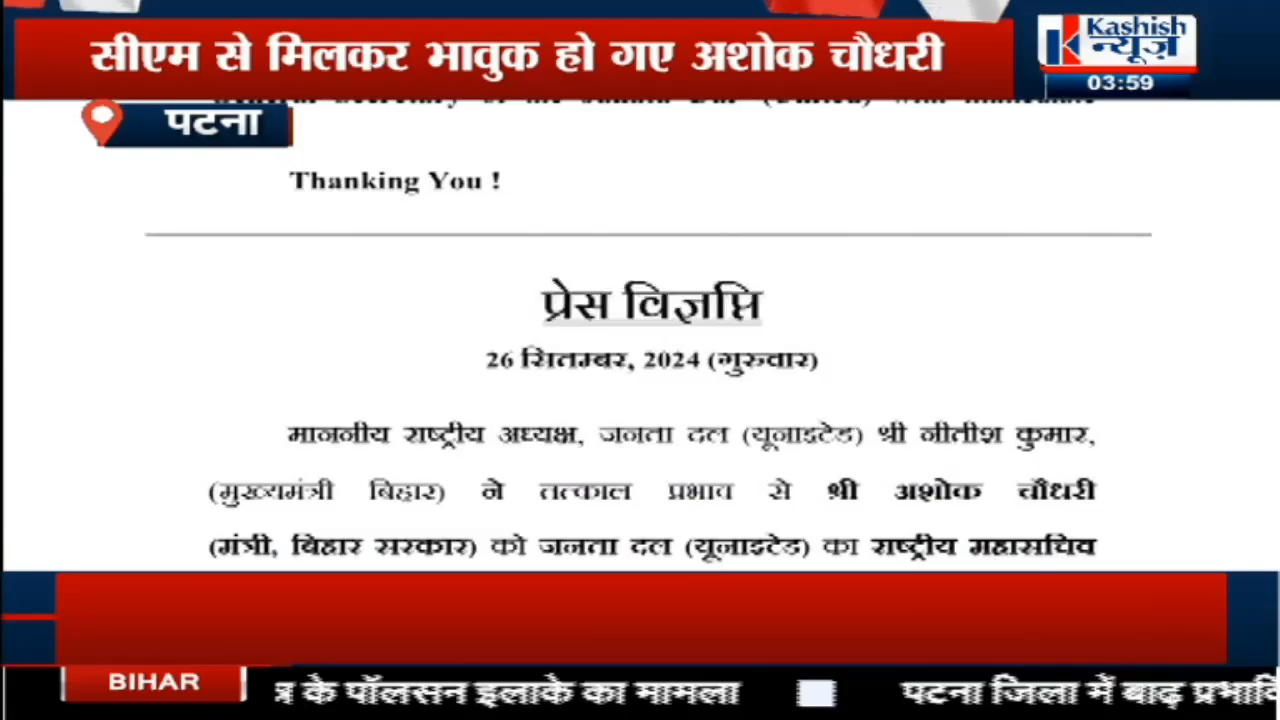 सीएम से मिलकर भावुक हो गए अशोक चौधरी
Kashish
न्यूज़
03:59
पटना
Thanking You !
प्रेस विज्ञप्ति
26 सितम्बर, 2024 (गुरुवार)
माननीय राष्ट्रीय अध्यक्ष, जनता दल (यूनाइटेड) श्री नीतीश कुमार,
(मुख्यमंत्री बिहार) ने तत्काल प्रभाव से श्री अशोक चौधरी
(मंत्री, बिहार सरकार) को जनता दल (यूनाइटेड) का राष्ट्रीय महासचिव
BIHAR
के पॉलसन इलाके का मामला
पटना जिला में बाढ़